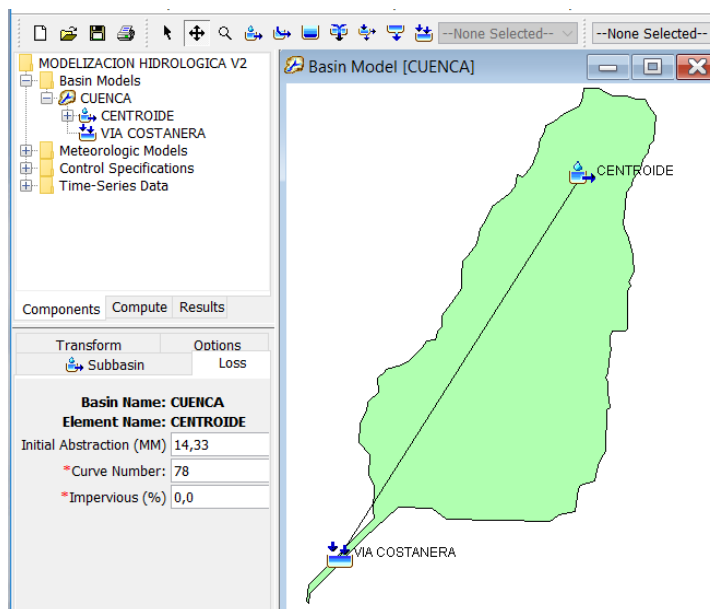 --None Selected--
--None Selected--
MODELIZACION HIDROLOGICA V2
Basin Models
CUENCA
CENTROIDE
VIA COSTANERA
Meteorologic Models
Control Specifications
Time-Series Data
Components Compute Results
Transform Options
Subbasin Loss
Basin Name: CUENCA
Element Name: CENTROIDE
Initial Abstraction (MM) 14,33
*Curve Number: 78
*Impervious (%) 0,0
Basin Model [CUENCA]
CENTROIDE
VIA COSTANERA